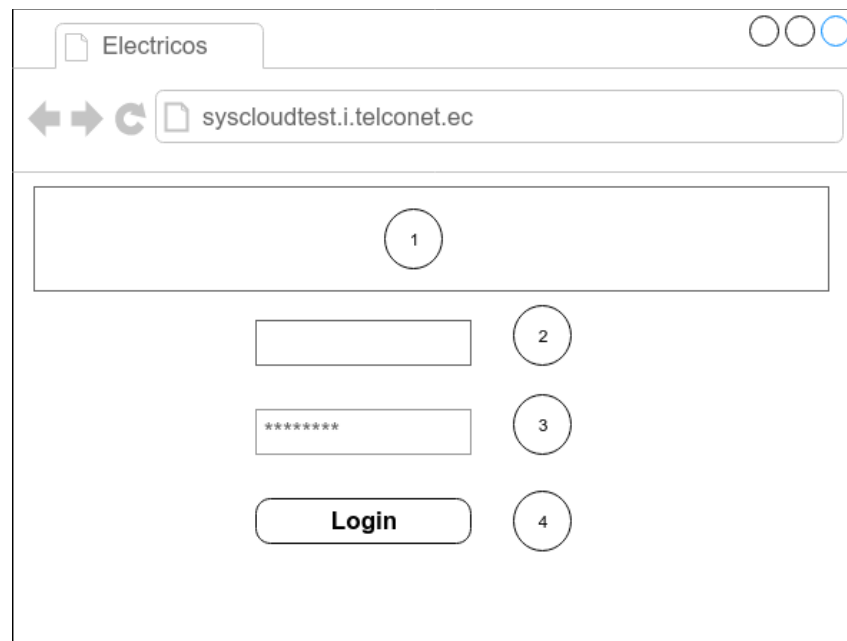 Electricos
syscloudtest.i.telconet.ec
1
2
********
3
Login
4